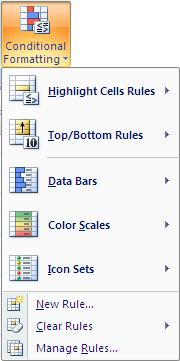 Conditional
Formatting
Highlight Cells Rules
Top/Bottom Rules
10
Data Bars
Color Scales
Icon Sets
New Rule...
Clear Rules
Manage Rules...